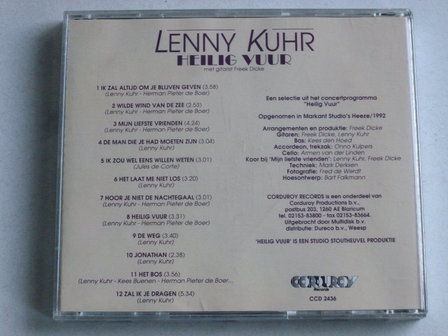 LENNY KUHR
HEILIG VUUR
met gitarist Freek Dicke
1 IK ZAL ALTIJD OM JE BLIJVEN GEVEN (3.58)
(Lenny Kuhr - Herman Pieter de Boer)
2 WILDE WIND VAN DE ZEE (2.53)
(Lenny Kuhr - Herman Pieter de Boer)
3 MIJN LIEFSTE VRIENDEN (4.24)
(Lenny Kuhr - Herman Pieter de Boer)
4 DE MAN DIE JE HAD MOETEN ZIJN (3.04)
(Lenny Kuhr)
5 IK ZOU WEL EENS WILLEN WETEN (3.01)
(Jules de Corte)
6 HET LAAT ME NIET LOS (3.20)
(Lenny Kuhr)
7 HOOR JE NIET DE NACHTEGAAL (3.01)
(Lenny Kuhr - Herman Pieter de Boer)
8 HEILIG VUUR (3.31)
(Lenny Kuhr - Herman Pieter de Boer)
9 DE WEG (3.40)
(Lenny Kuhr)
10 JONATHAN (2.38)
(Lenny Kuhr)
11 HET BOS (3.56)
(Lenny Kuhr - Kees Buenen - Herman Pieter de Boer...
12 ZAL IK JE DRAGEN (5.34)
(Lenny Kuhr)
Een selectie uit het concertprogramma
"Heilig Vuur"
Opgenomen in Markant Studio's Heeze/1992
Arrangementen en produktie: Freek Dicke
Gitaren: Freek Dicke, Lenny Kuhr
Bas: Kees den Hoed
Accordeon, trekzak: Onno Kuipers
Cello: Annet van der Linden
Koor bij 'Mijn liefste vrienden': Lenny Kuhr, Freek Dicke
Techniek: Mark Derksen
Fotografie: Fred de Werdt
Hoesontwerp: Bart Falkmann
CORDUROY RECORDS is een onderdeel van
Corduroy Productions b.v.
postbus 203, 1260 AE Blaricum
tel. 02153-83800 - fax 02153-83664.
Uitgebracht door Multidisk b.v.
distributie: Dureco b.v., Weesp
'HEILIG VUUR' IS EEN STUDIO STOUTHEUVEL PRODUKTIE
CORDUROY
Records
CCD 2436